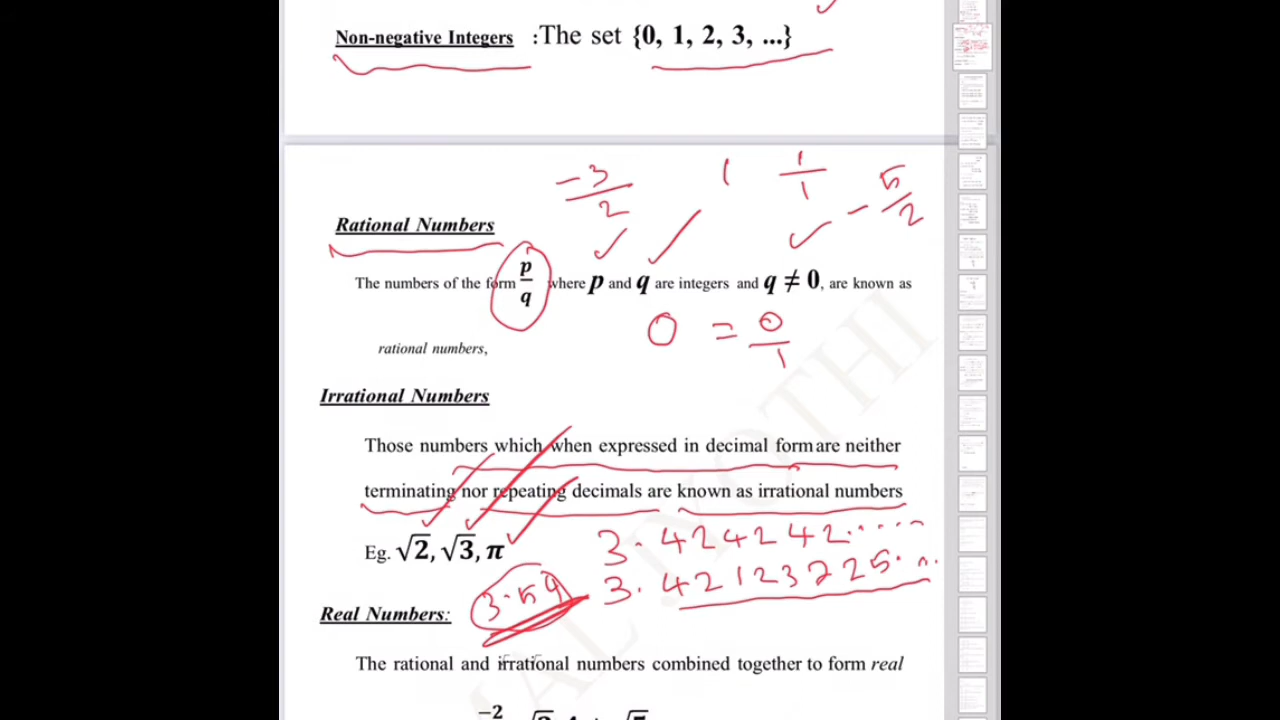 Non-negative Integers :The set {0, 1, 2, 3, ...}
-3/2 1 1/1 -5/2
Rational Numbers
The numbers of the form p/q where p and q are integers and q ≠ 0, are known as
0 = 0/1
rational numbers,
Irrational Numbers
Those numbers which when expressed in decimal form are neither
terminating nor repeating decimals are known as irrational numbers
3.424242.....
Eg. √2, √3, π
3.59 3.42123225...
Real Numbers:
The rational and irrational numbers combined together to form real
-2